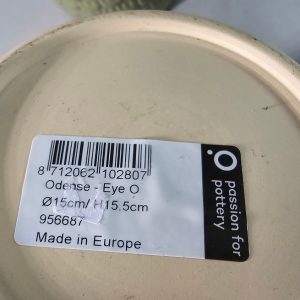 8 712062 102807
Odense - Eye O
Ø15cm/ H15.5cm
956687
Made in Europe
passion for
pottery